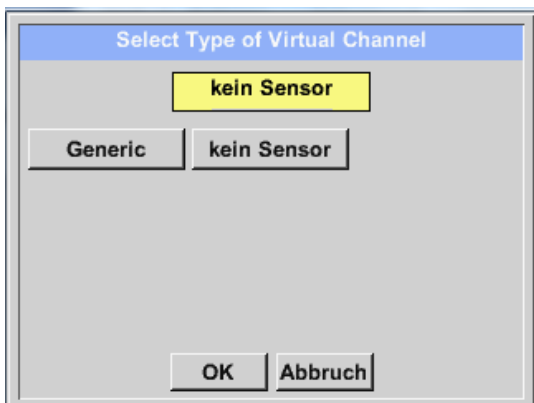 Select Type of Virtual Channel
kein Sensor
Generic kein Sensor
OK Abbruch